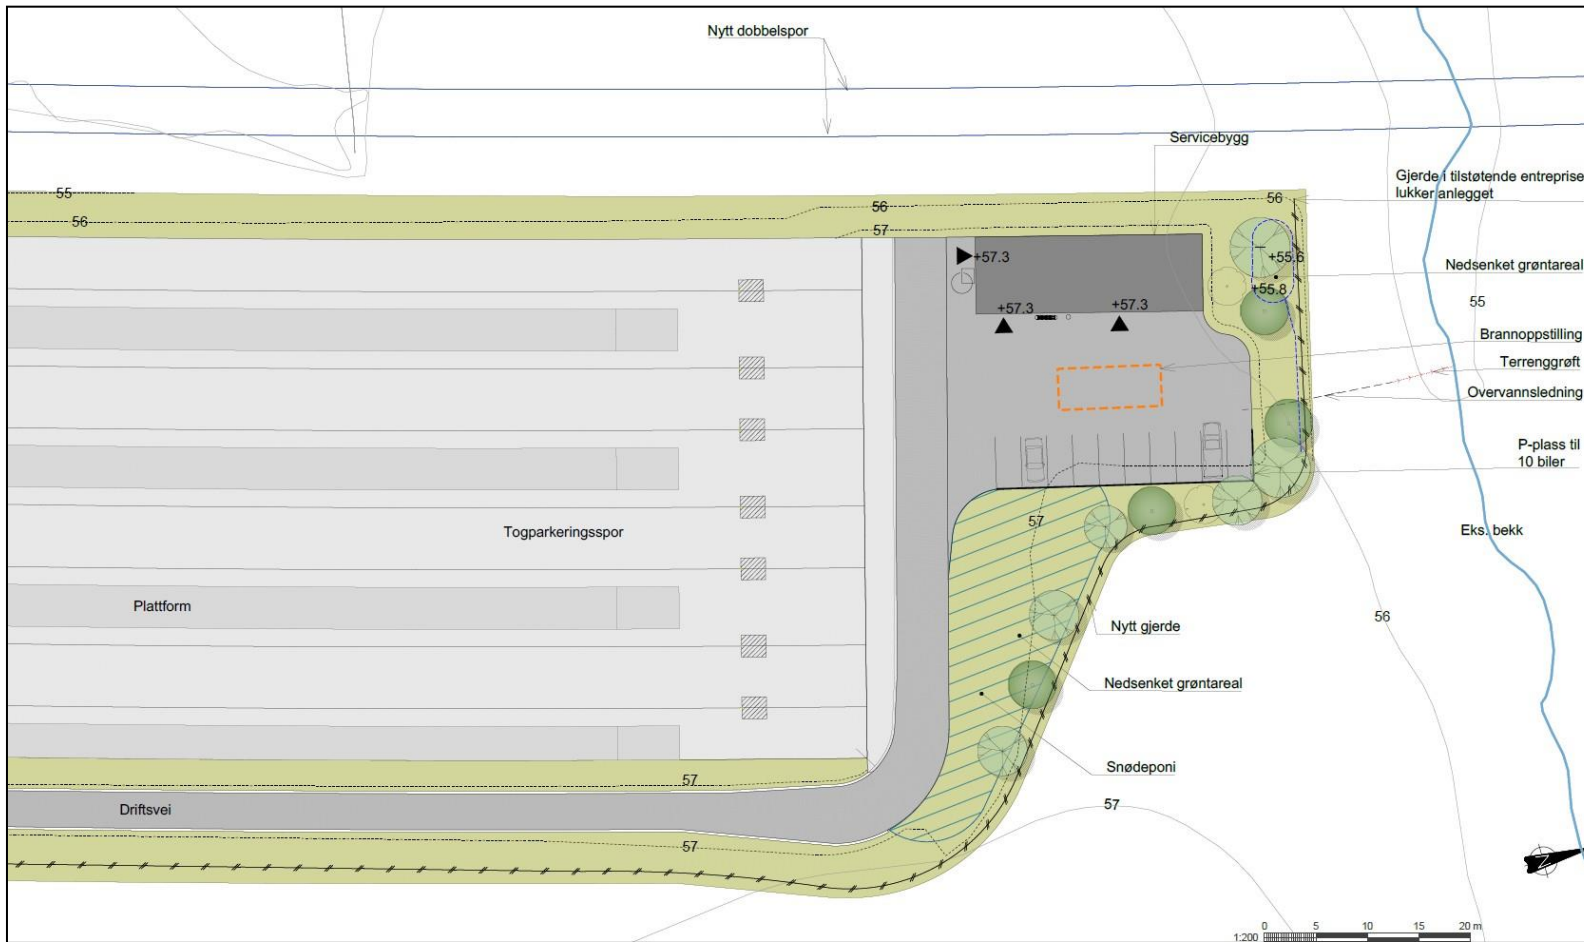 Nytt dobbelspor
Servicebygg
Gjerde i tilstøtende entreprise
lukker anlegget
55
56
56
57
56
+57.3
+55.6
Nedsenket grøntareal
+55.8
55
+57.3
+57.3
Brannoppstilling
Terrenggrøft
Overvannsledning
P-plass til
10 biler
57
Togparkeringsspor
Eks. bekk
Plattform
56
Nytt gjerde
Nedsenket grøntareal
Snødeponi
57
57
Driftsvei
57
N
0 5 10 15 20 m
1:200